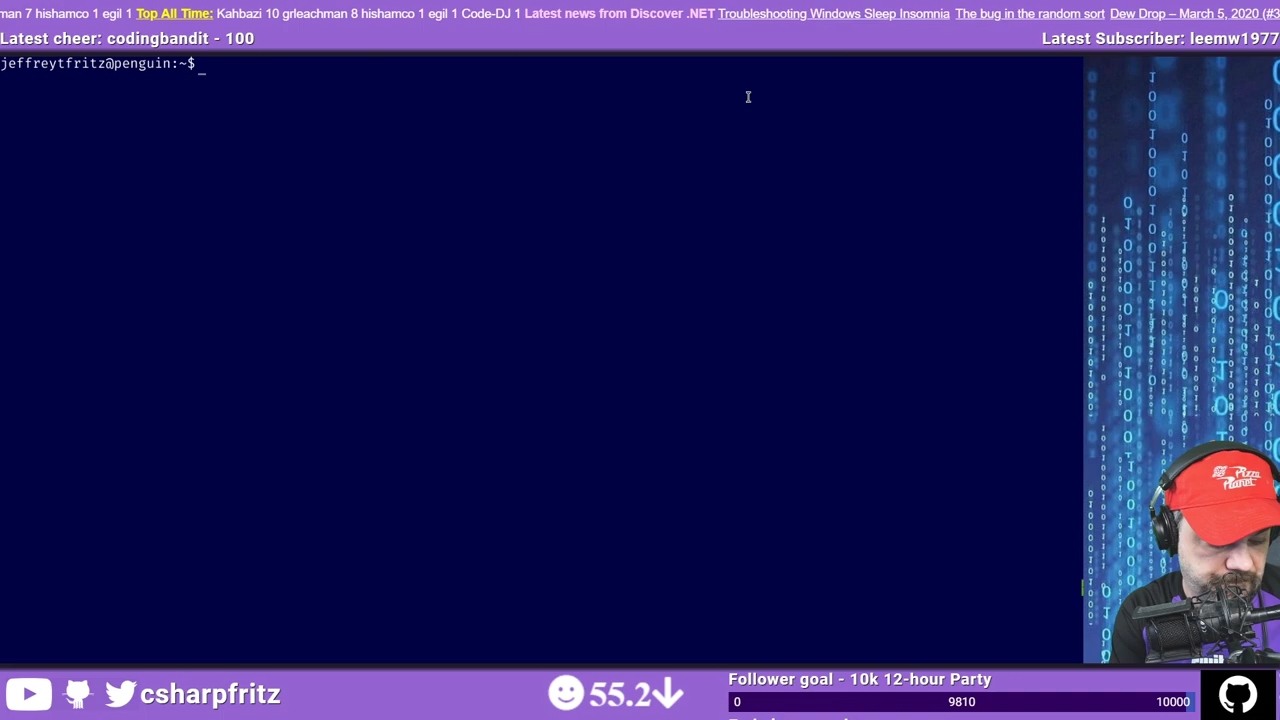 man 7 hishamco 1 egil 1 Top All Time: Kahbazi 10 grleachman 8 hishamco 1 egil 1 Code-DJ 1 Latest news from Discover .NET Troubleshooting Windows Sleep Insomnia The bug in the random sort Dew Drop – March 5, 2020 (#3
Latest cheer: codingbandit - 100
Latest Subscriber: leemw1977
jeffreytfritz@penguin:~$
Pizza Planet
csharpfritz
55.2
Follower goal - 10k 12-hour Party
0 9810 10000